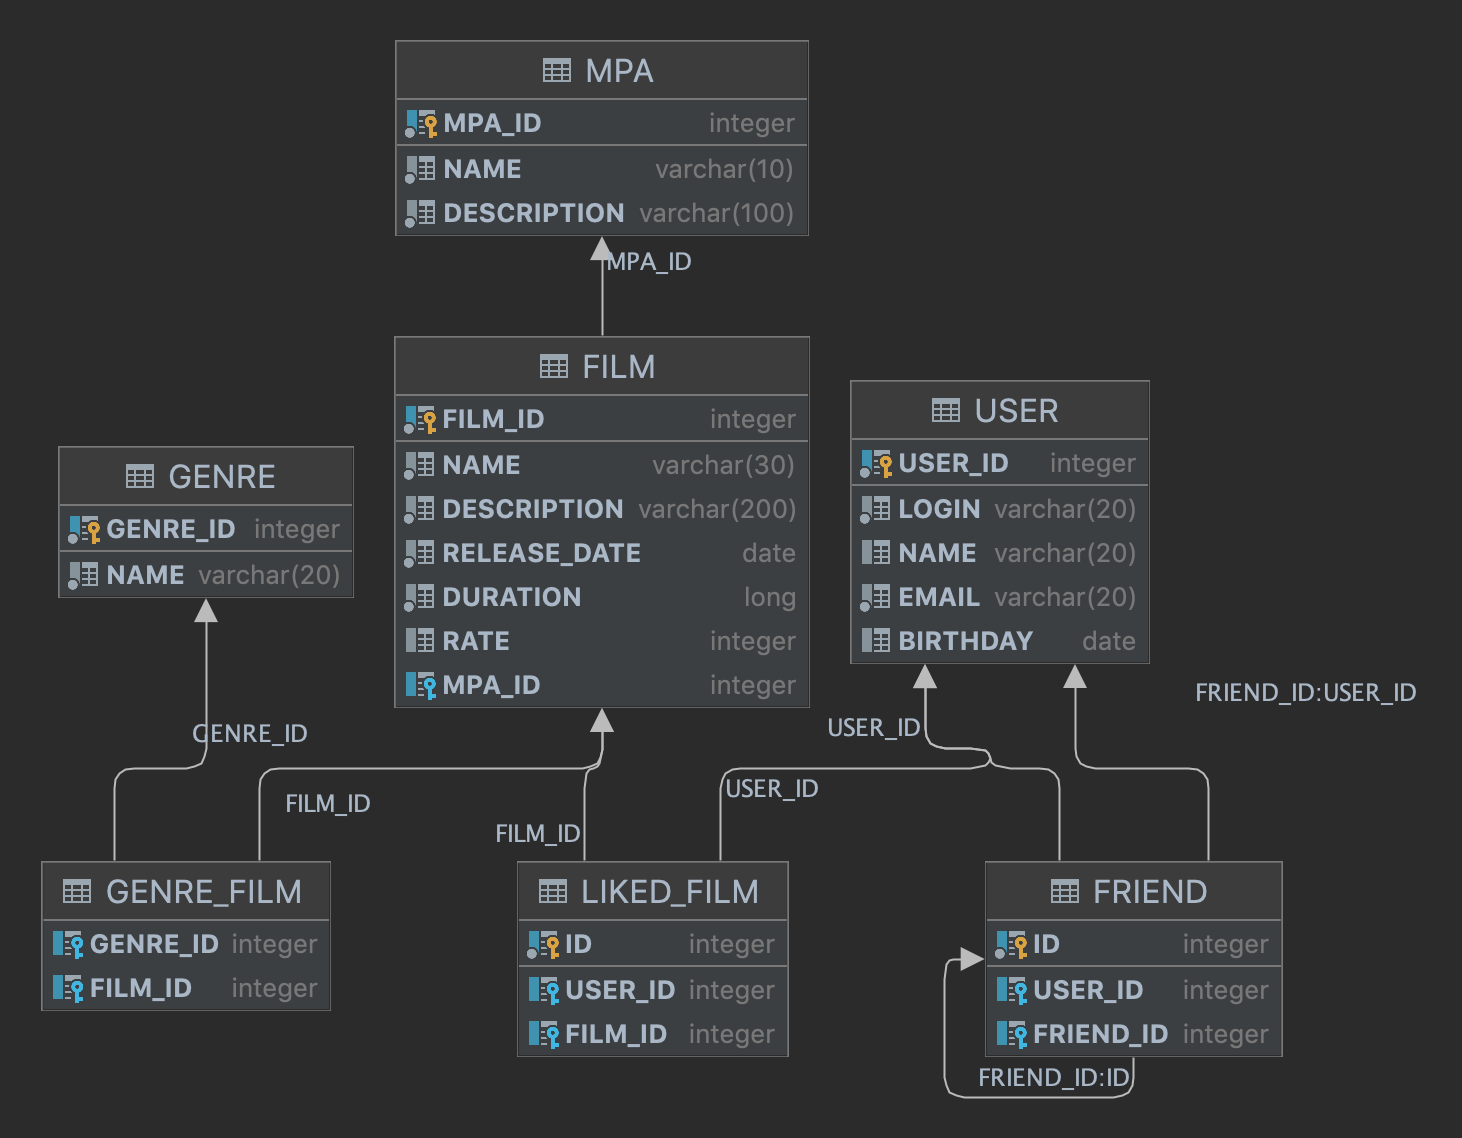 MPA
MPA_ID integer
NAME varchar(10)
DESCRIPTION varchar(100)
MPA_ID
FILM
FILM_ID integer
NAME varchar(30)
DESCRIPTION varchar(200)
RELEASE_DATE date
DURATION long
RATE integer
MPA_ID integer
USER
USER_ID integer
LOGIN varchar(20)
NAME varchar(20)
EMAIL varchar(20)
BIRTHDAY date
GENRE
GENRE_ID integer
NAME varchar(20)
GENRE_ID
FILM_ID
FILM_ID
USER_ID
USER_ID
FRIEND_ID:USER_ID
GENRE_FILM
GENRE_ID integer
FILM_ID integer
LIKED_FILM
ID integer
USER_ID integer
FILM_ID integer
FRIEND
ID integer
USER_ID integer
FRIEND_ID integer
FRIEND_ID:ID